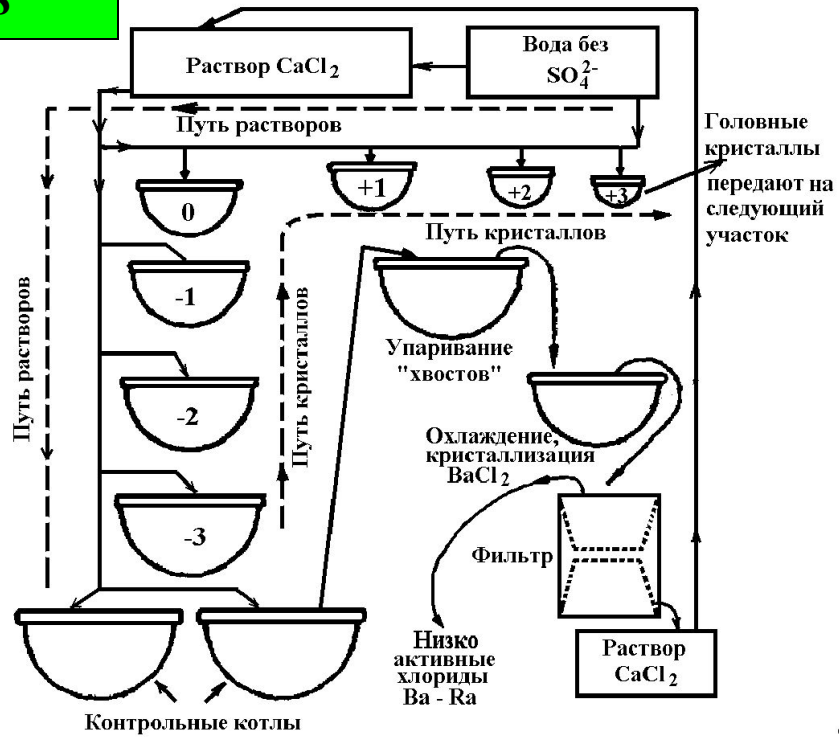 Раствор CaCl2
Вода без
SO4^2-
Путь растворов
Головные
кристаллы
передают на
следующий
участок
0
+1
+2
+3
Путь кристаллов
-1
Упаривание
"хвостов"
Путь растворов
Путь кристаллов
-2
Охлаждение,
кристаллизация
BaCl2
-3
Фильтр
Низко
активные
хлориды
Ba - Ra
Раствор
CaCl2
Контрольные котлы